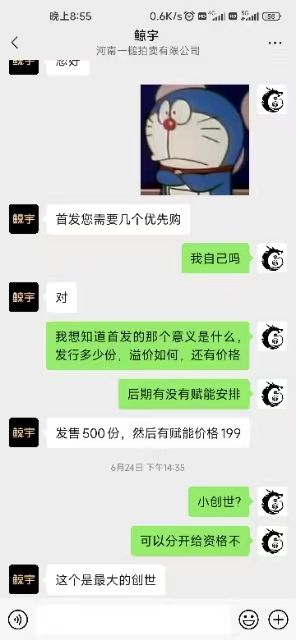 晚上8:55
0.6K/s
4G
5G
58
鲸宇
河南一槌拍卖有限公司
鲸宇
您好
鲸宇
首发您需要几个优先购
我自己吗
鲸宇
对
我想知道首发的那个意义是什么，
发行多少份，溢价如何，还有价格
后期有没有赋能安排
鲸宇
发售500份，然后有赋能价格199
6月24日 下午14:35
小创世？
可以分开给资格不
鲸宇
这个是最大的创世